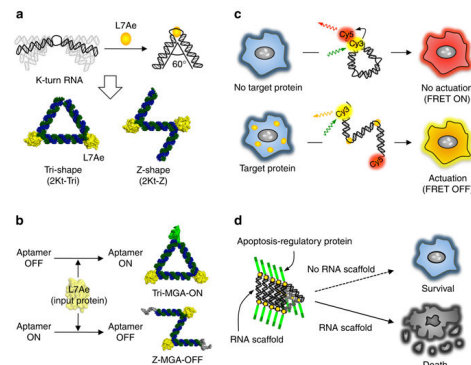 a
L7Ae
60°
K-turn RNA
L7Ae
Tri-shape
(2Kt-Tri)
Z-shape
(2Kt-Z)
b
Aptamer
OFF
Aptamer
ON
Tri-MGA-ON
L7Ae
(input protein)
Aptamer
ON
Aptamer
OFF
Z-MGA-OFF
c
Cy5
Cy3
No target protein
No actuation
(FRET ON)
Cy3
Cy5
Target protein
Actuation
(FRET OFF)
d
Apoptosis-regulatory protein
No RNA scaffold
Survival
RNA scaffold
RNA scaffold
Death